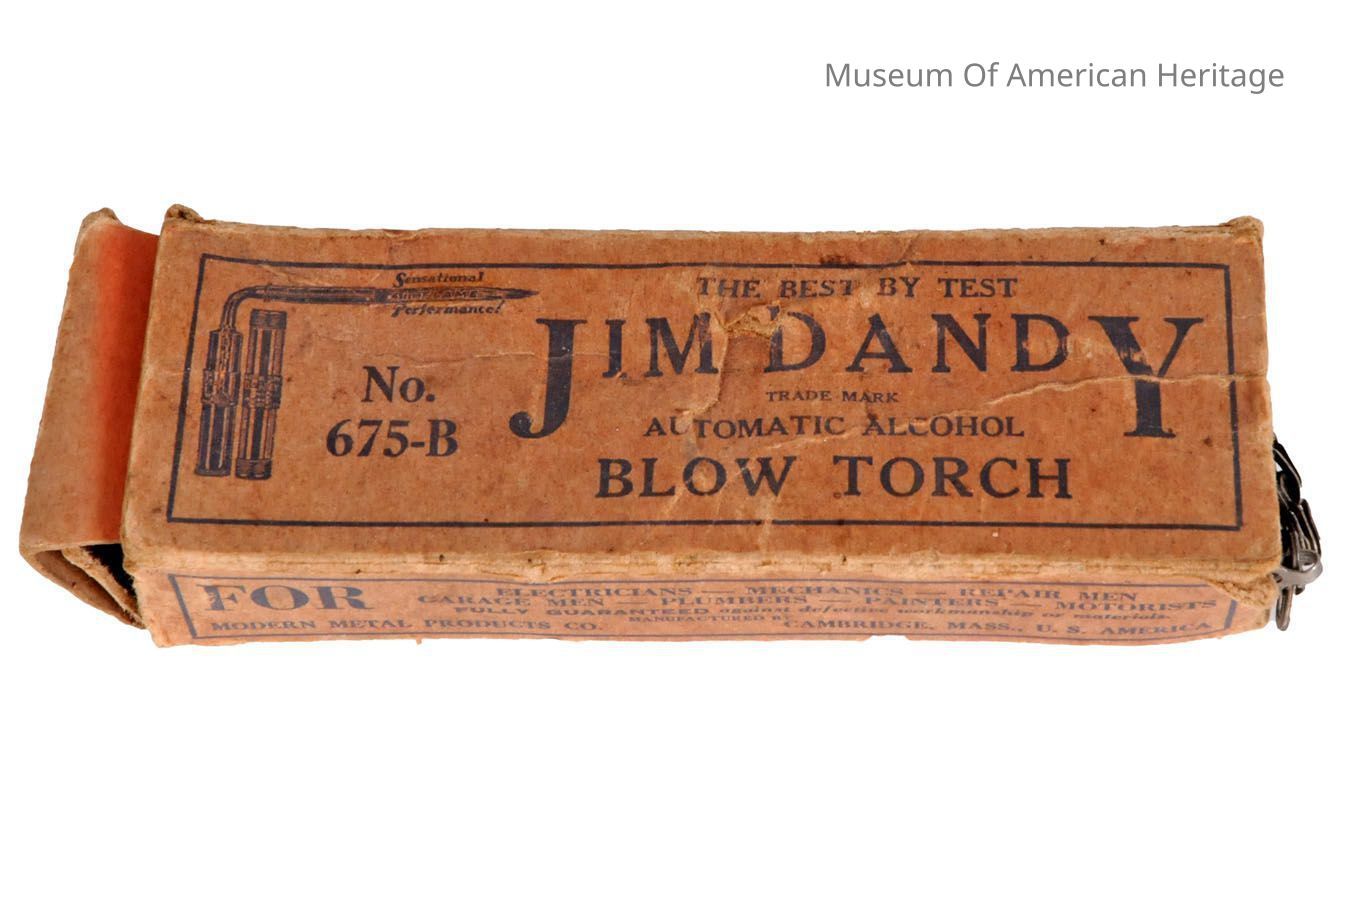 Museum Of American Heritage
Sensational
Performance!
No.
675-B
THE BEST BY TEST
JIM DANDY
TRADE MARK
AUTOMATIC ALCOHOL
BLOW TORCH
FOR
ELECTRICIANS — MECHANICS — REPAIR MEN
GARAGE MEN — PLUMBERS — PAINTERS — MOTORISTS
FULLY GUARANTEED against defective workmanship or materials.
MANUFACTURED BY
MODERN METAL PRODUCTS CO. CAMBRIDGE, MASS., U. S. AMERICA